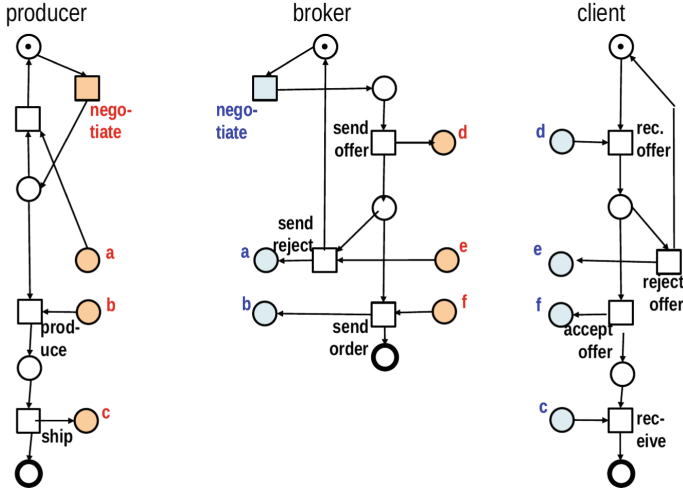 producer
broker
client
nego-
tiate
nego-
tiate
send
offer
d
d
rec.
offer
a
send
reject
a
e
e
reject
offer
b
prod-
uce
b
f
send
order
f
accept
offer
c
ship
c
rec-
eive